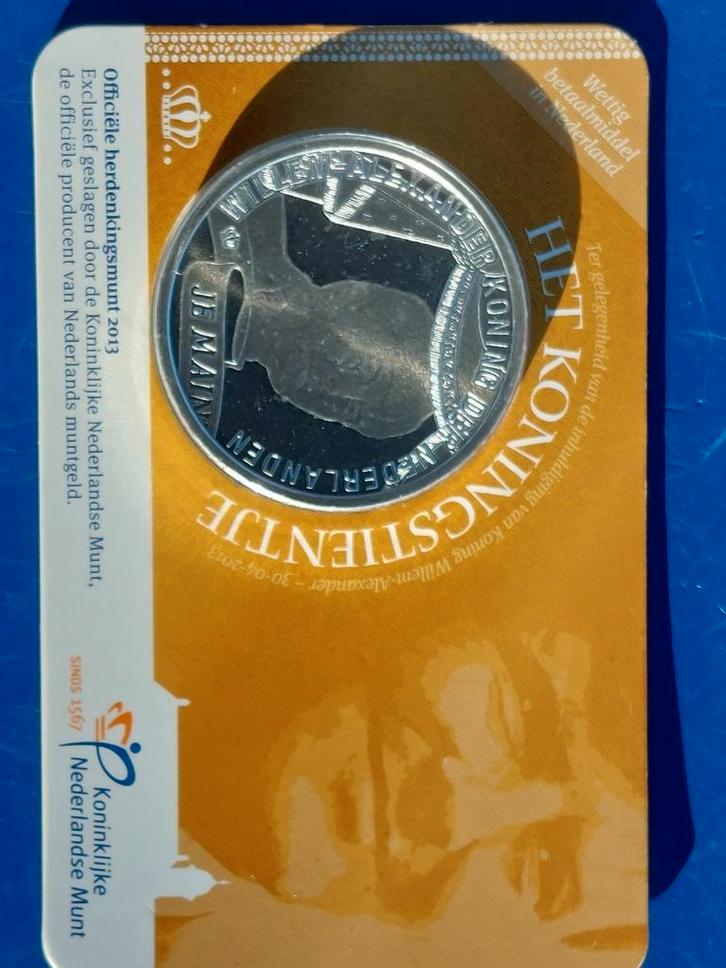 Wettig
betaalmiddel
in Nederland
Ter gelegenheid van de inhuldiging van Koning Willem-Alexander – 30-04-2013
HET KONINGSTIENTJE
WILLEM-ALEXANDER KONING DER NEDERLANDEN
JE MAIN
Officiële herdenkingsmunt 2013
Exclusief geslagen door de Koninklijke Nederlandse Munt,
de officiële producent van Nederlands muntgeld.
Koninklijke
Nederlandse Munt
SINDS 1567